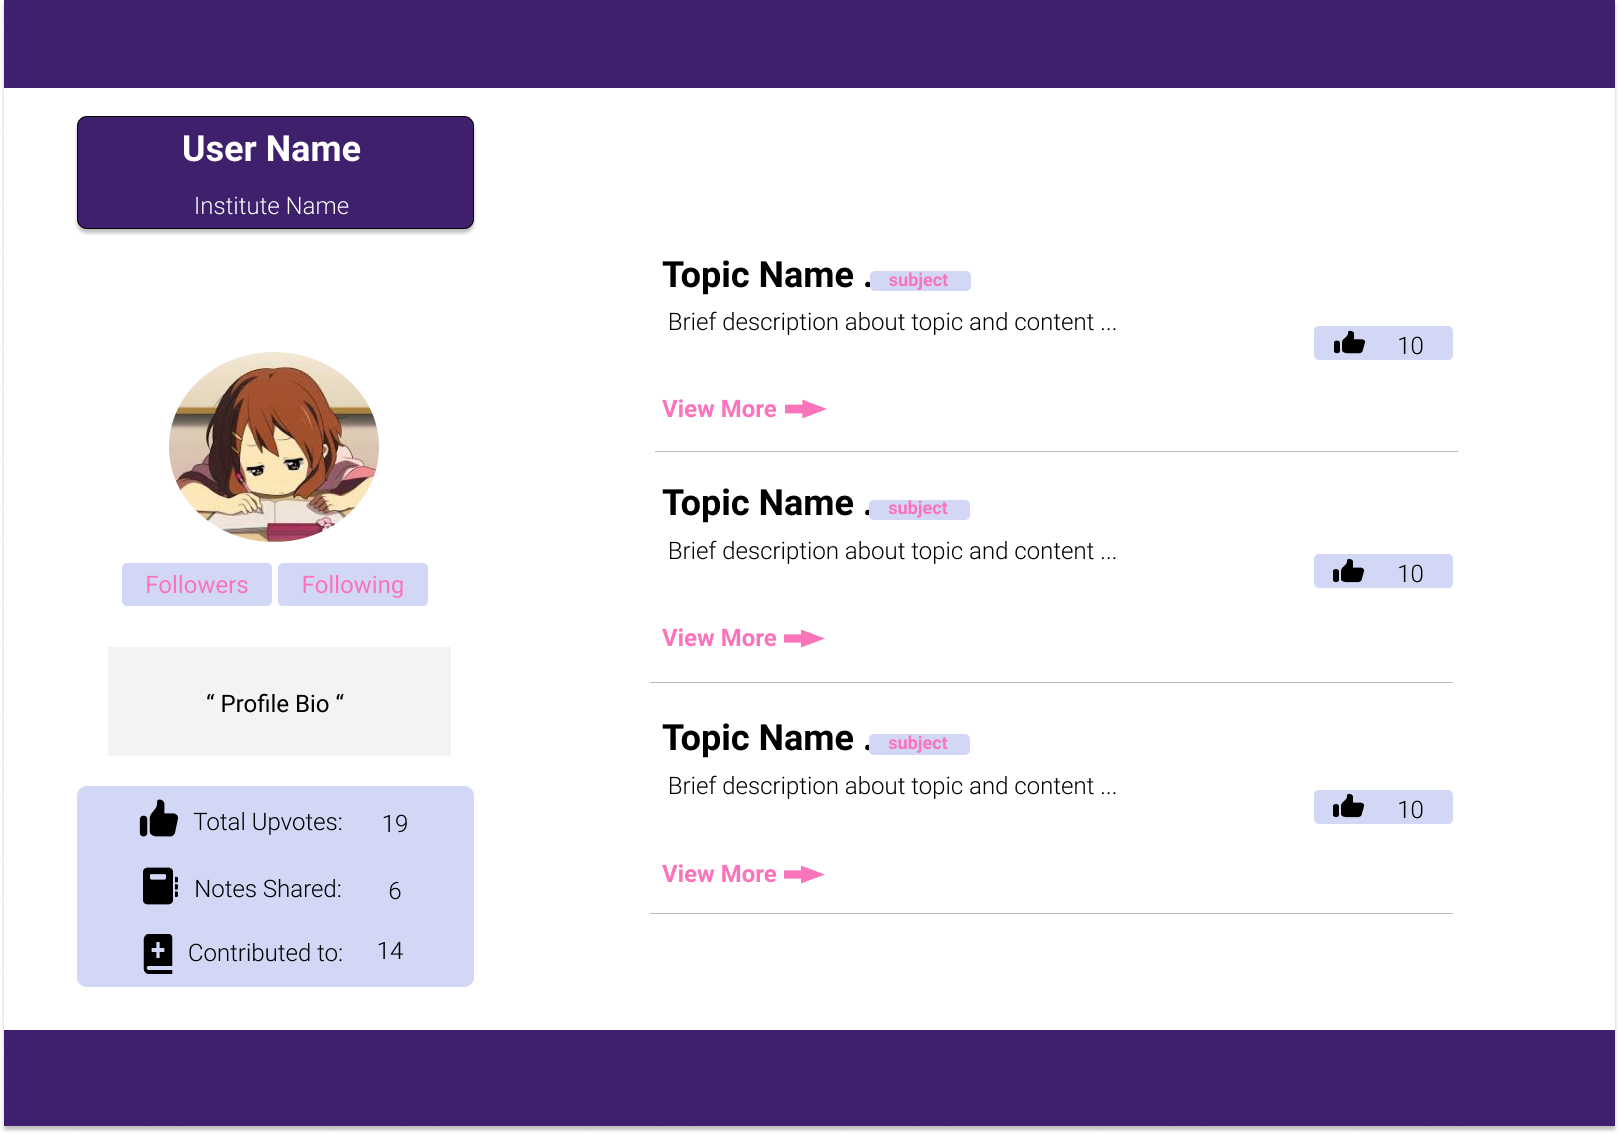 User Name
Institute Name
Followers Following
“ Profile Bio “
Total Upvotes: 19
Notes Shared: 6
Contributed to: 14
Topic Name . subject
Brief description about topic and content ...
10
View More
Topic Name . subject
Brief description about topic and content ...
10
View More
Topic Name . subject
Brief description about topic and content ...
10
View More